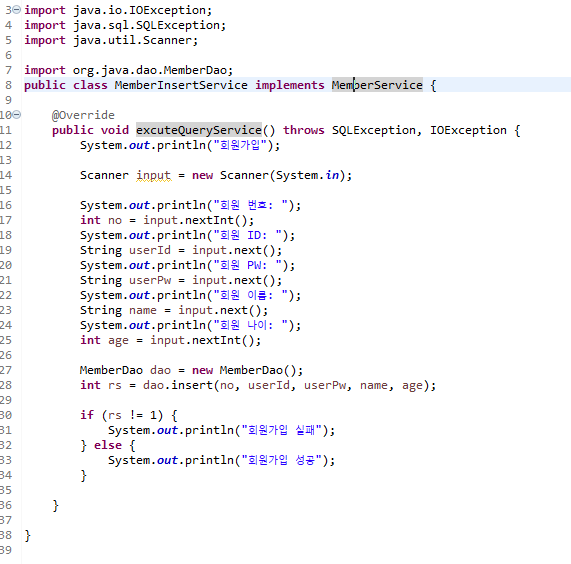 3 import java.io.IOException;
4 import java.sql.SQLException;
5 import java.util.Scanner;
6
7 import org.java.dao.MemberDao;
8 public class MemberInsertService implements MemberService {
9
10 @Override
11 public void excuteQueryService() throws SQLException, IOException {
12 System.out.println("회원가입");
13
14 Scanner input = new Scanner(System.in);
15
16 System.out.println("회원 번호: ");
17 int no = input.nextInt();
18 System.out.println("회원 ID: ");
19 String userId = input.next();
20 System.out.println("회원 PW: ");
21 String userPw = input.next();
22 System.out.println("회원 이름: ");
23 String name = input.next();
24 System.out.println("회원 나이: ");
25 int age = input.nextInt();
26
27 MemberDao dao = new MemberDao();
28 int rs = dao.insert(no, userId, userPw, name, age);
29
30 if (rs != 1) {
31 System.out.println("회원가입 실패");
32 } else {
33 System.out.println("회원가입 성공");
34 }
35
36 }
37
38 }
39